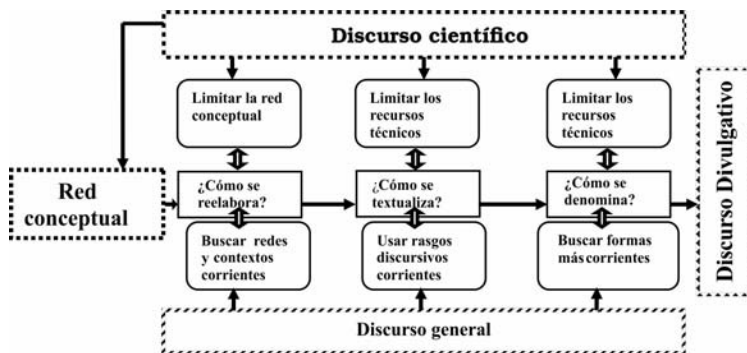 Discurso científico
Limitar la red
conceptual
Limitar los
recursos
técnicos
Limitar los
recursos
técnicos
Red
conceptual
¿Cómo se
reelabora?
¿Cómo se
textualiza?
¿Cómo se
denomina?
Discurso Divulgativo
Buscar redes
y contextos
corrientes
Usar rasgos
discursivos
corrientes
Buscar formas
más corrientes
Discurso general